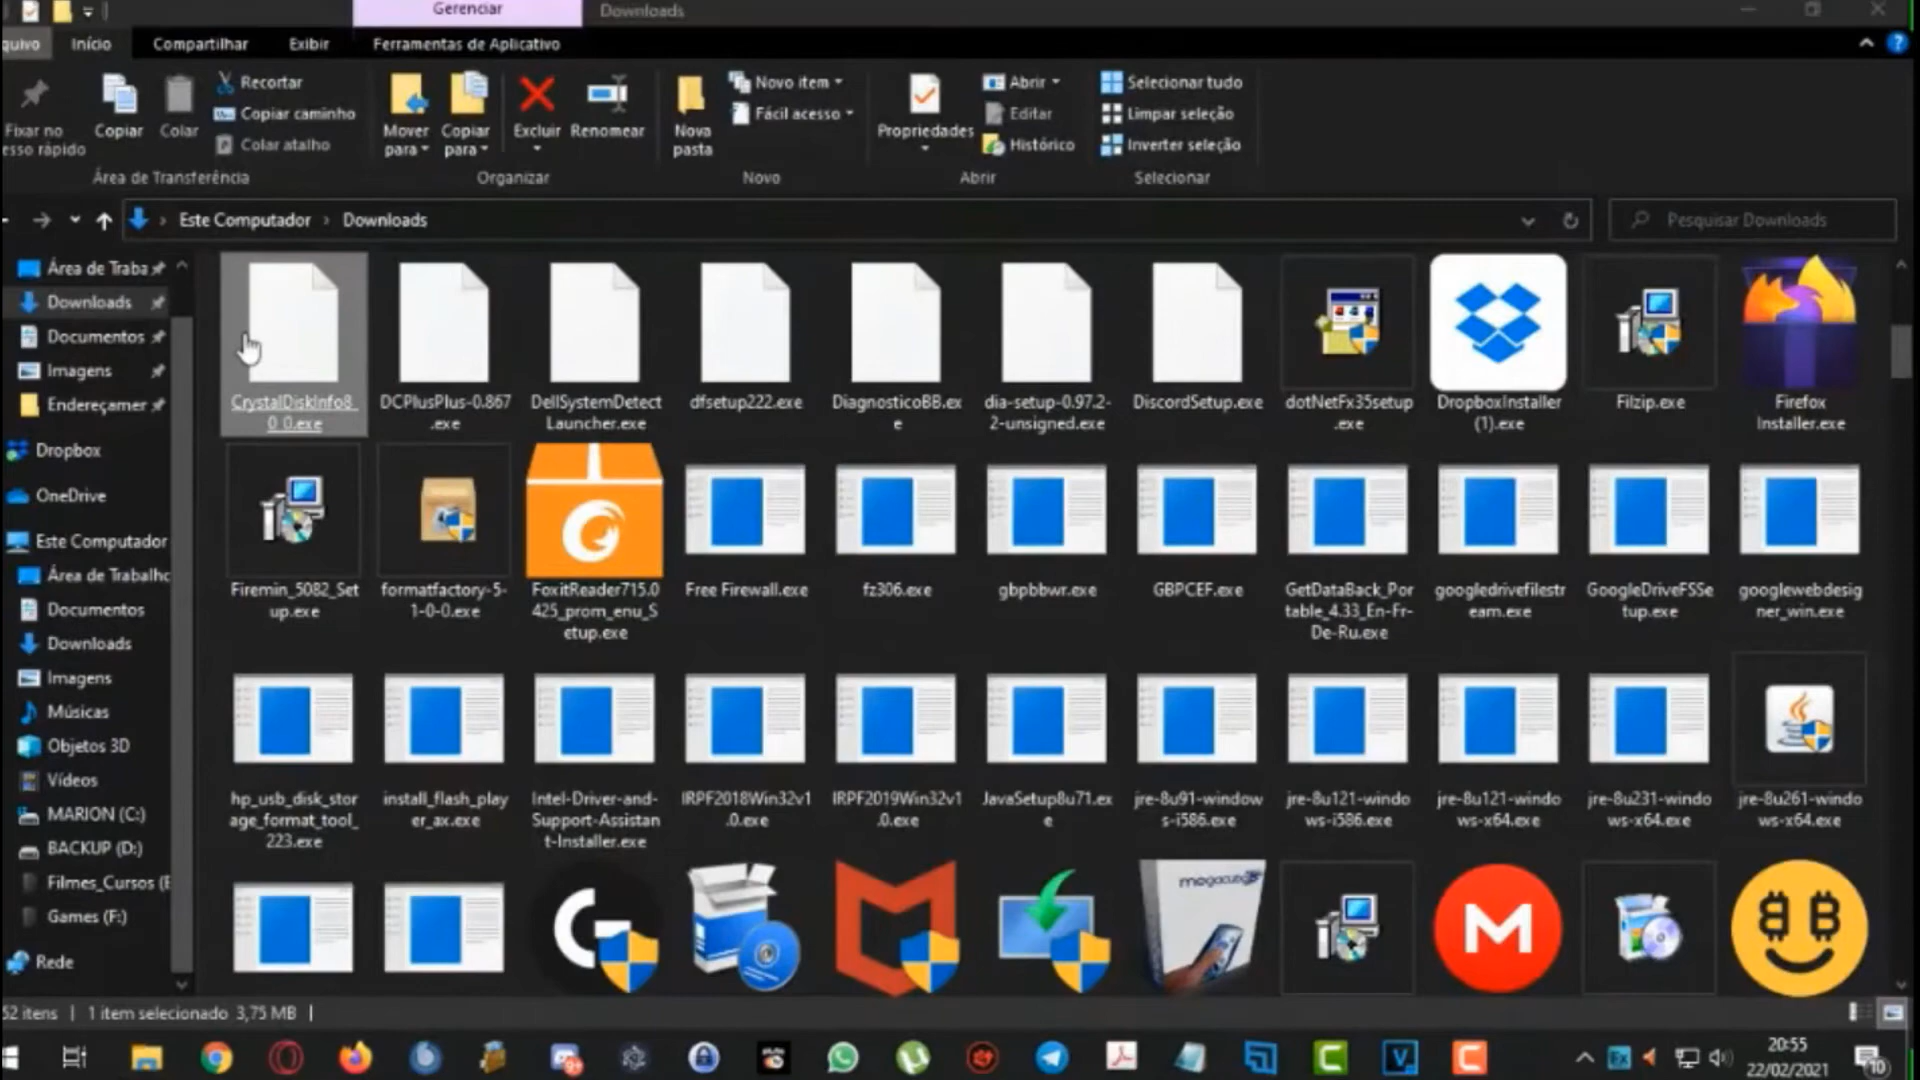 Gerenciar
Downloads
quivo
Início
Compartilhar
Exibir
Ferramentas de Aplicativo
Fixar no
esso rápido
Copiar
Colar
Recortar
Copiar caminho
Colar atalho
Mover
para
Copiar
para
Excluir
Renomear
Nova
pasta
Novo item
Fácil acesso
Propriedades
Abrir
Editar
Histórico
Selecionar tudo
Limpar seleção
Inverter seleção
Área de Transferência
Organizar
Novo
Abrir
Selecionar
Este Computador
Downloads
Pesquisar Downloads
Área de Traba
Downloads
Documentos
Imagens
Endereçamer
Dropbox
OneDrive
Este Computador
Área de Trabalho
Documentos
Downloads
Imagens
Músicas
Objetos 3D
Vídeos
MARION (C:)
BACKUP (D:)
Filmes_Cursos (E
Games (F:)
Rede
CrystalDiskInfo8_
0_0.exe
DCPlusPlus-0.867
.exe
DellSystemDetect
Launcher.exe
dfsetup222.exe
DiagnosticoBB.ex
e
dia-setup-0.97.2-
2-unsigned.exe
DiscordSetup.exe
dotNetFx35setup
.exe
DropboxInstaller
(1).exe
Filzip.exe
Firefox
Installer.exe
Firemin_5082_Set
up.exe
formatfactory-5-
1-0-0.exe
FoxitReader715.0
425_prom_enu_S
etup.exe
Free Firewall.exe
fz306.exe
gbpbbwr.exe
GBPCEF.exe
GetDataBack_Por
table_4.33_En-Fr-
De-Ru.exe
googledrivefilestr
eam.exe
GoogleDriveFSSe
tup.exe
googlewebdesig
ner_win.exe
hp_usb_disk_stor
age_format_tool_
223.exe
install_flash_play
er_ax.exe
Intel-Driver-and-
Support-Assistan
t-Installer.exe
IRPF2018Win32v1
.0.exe
IRPF2019Win32v1
.0.exe
JavaSetup8u71.ex
e
jre-8u91-window
s-i586.exe
jre-8u121-windo
ws-i586.exe
jre-8u121-windo
ws-x64.exe
jre-8u231-windo
ws-x64.exe
jre-8u261-windo
ws-x64.exe
megacubo
M
52 itens
1 item selecionado
3,75 MB
20:55
22/02/2021
10